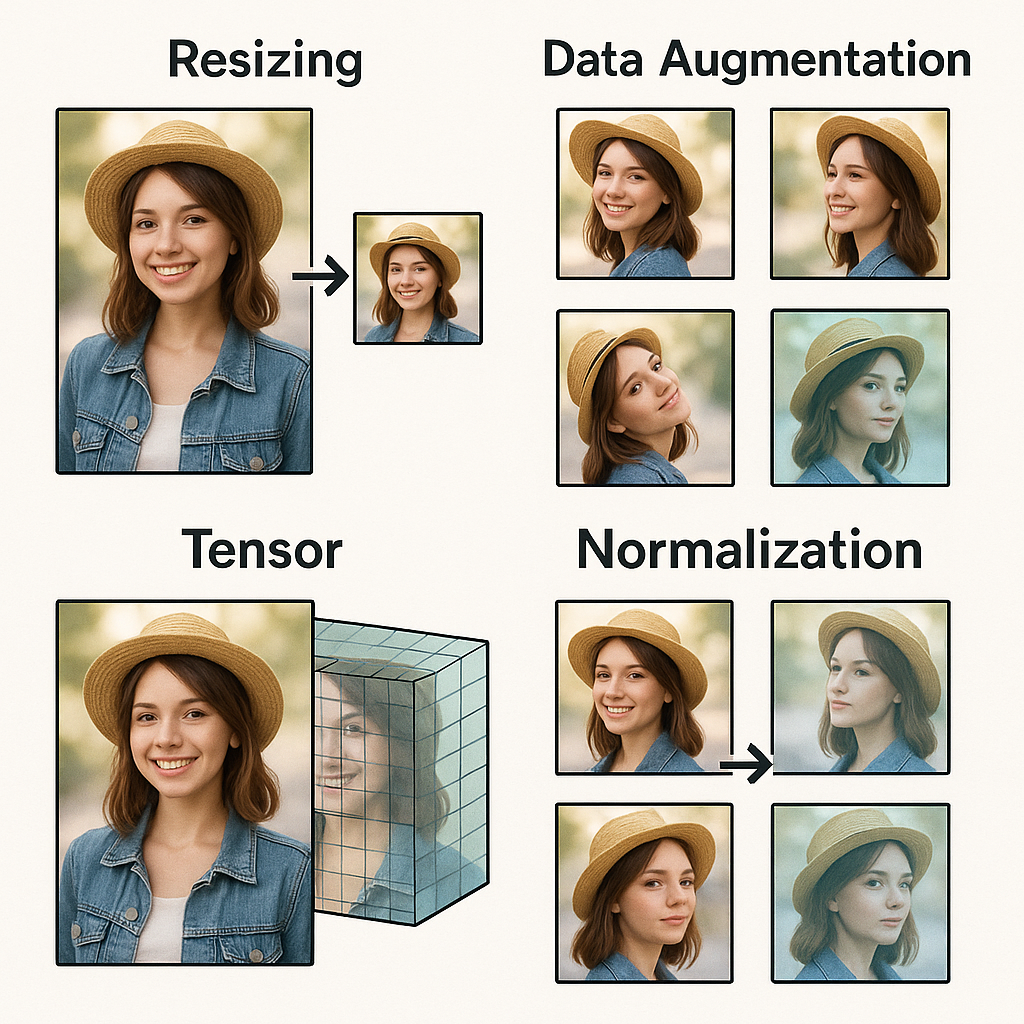 Resizing
Data Augmentation
Tensor
Normalization